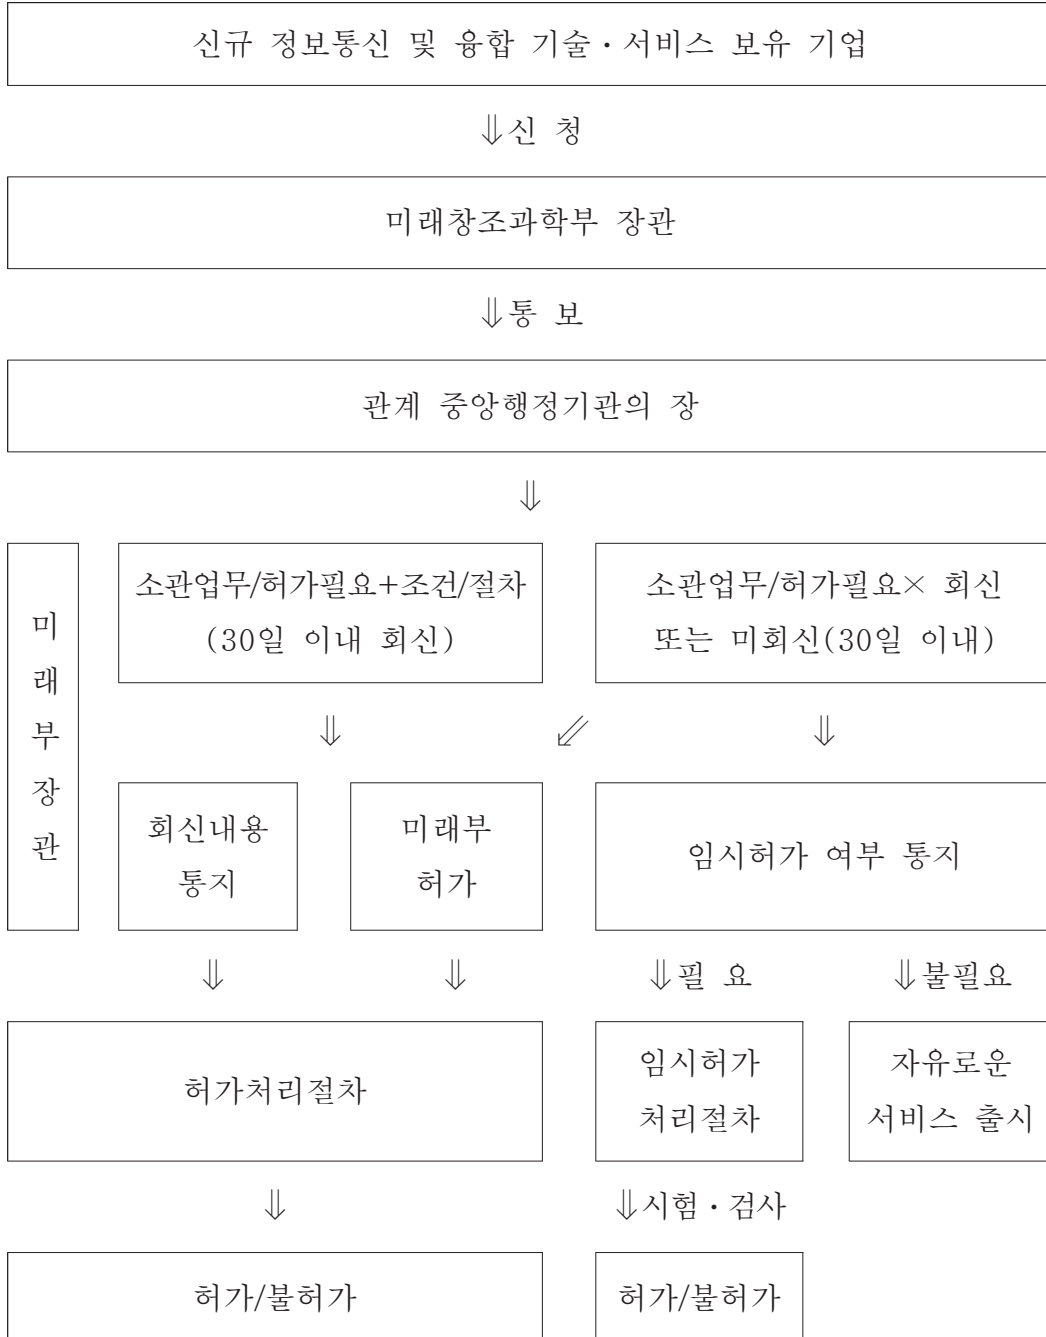 신규 정보통신 및 융합 기술·서비스 보유 기업
⇓신 청
미래창조과학부 장관
⇓통 보
관계 중앙행정기관의 장
⇓
미래부장관
소관업무/허가필요+조건/절차
(30일 이내 회신)
소관업무/허가필요× 회신
또는 미회신(30일 이내)
⇓ ⇙ ⇓
회신내용
통지
미래부
허가
임시허가 여부 통지
⇓ ⇓ ⇓필 요 ⇓불필요
허가처리절차
임시허가
처리절차
자유로운
서비스 출시
⇓ ⇓시험·검사
허가/불허가
허가/불허가